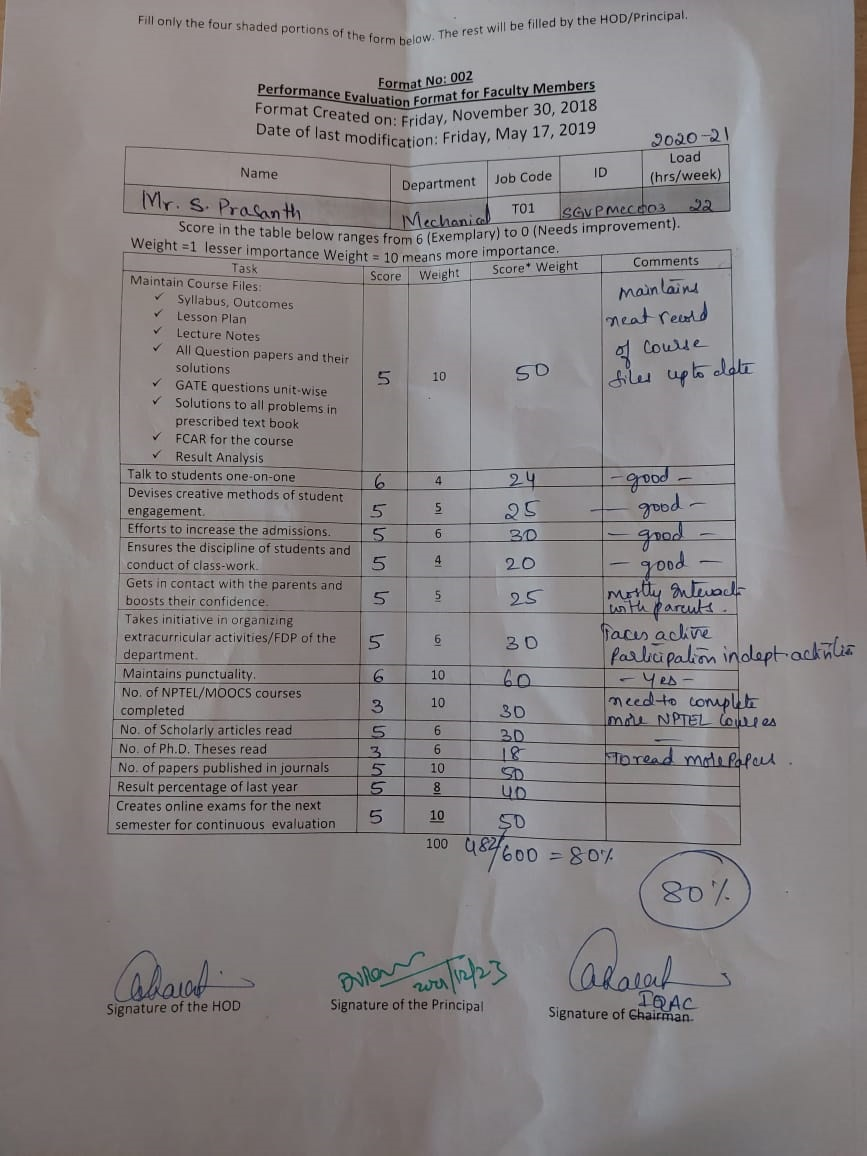 Fill only the four shaded portions of the form below. The rest will be filled by the HOD/Principal.
Format No: 002
Performance Evaluation Format for Faculty Members
Format Created on: Friday, November 30, 2018
Date of last modification: Friday, May 17, 2019
2020-21
Name Department Job Code ID Load (hrs/week)
Mr. S. Prasanth Mechanical T01 SGVPMEC003 22
Score in the table below ranges from 6 (Exemplary) to 0 (Needs improvement).
Weight =1 lesser importance Weight = 10 means more importance.
Task Score Weight Score* Weight Comments
Maintain Course Files:
✓ Syllabus, Outcomes
✓ Lesson Plan
✓ Lecture Notes
✓ All Question papers and their
solutions
✓ GATE questions unit-wise
✓ Solutions to all problems in
prescribed text book
✓ FCAR for the course
✓ Result Analysis
5 10 50
maintains
neat record
of course
files upto date
Talk to students one-on-one 6 4 24 - good -
Devises creative methods of student
engagement. 5 5 25 - good -
Efforts to increase the admissions. 5 6 30 - good -
Ensures the discipline of students and
conduct of class-work. 5 4 20 - good -
Gets in contact with the parents and
boosts their confidence. 5 5 25
mostly Interact
with parents.
Takes initiative in organizing
extracurricular activities/FDP of the
department. 5 6 30
active
Participation in dept. activities
Maintains punctuality. 6 10 60 - Yes -
No. of NPTEL/MOOCS courses
completed 3 10 30
need to complete
more NPTEL Courses
No. of Scholarly articles read 5 6 30 -
No. of Ph.D. Theses read 3 6 18 To read more Papers.
No. of papers published in journals 5 10 50
Result percentage of last year 5 8 40
Creates online exams for the next
semester for continuous evaluation 5 10 50
100 482/600 = 80%
80%
Signature of the HOD
Signature of the Principal
IQAC
Signature of Chairman.